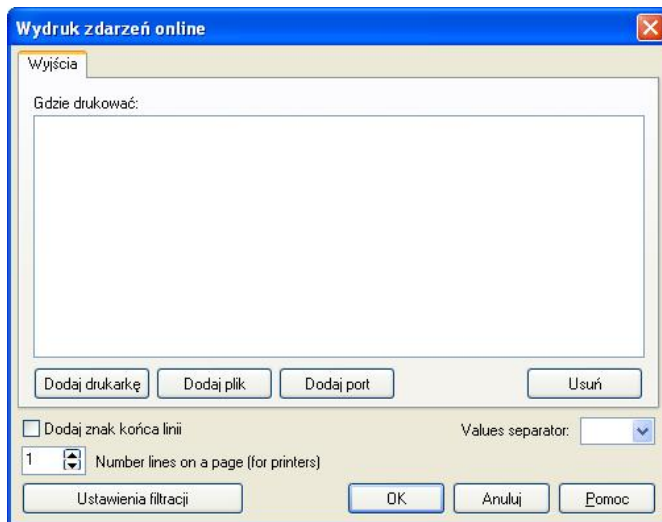 Wydruk zdarzeń online
Wyjścia
Gdzie drukować:
Dodaj drukarkę Dodaj plik Dodaj port Usuń
Dodaj znak końca linii Values separator:
1 Number lines on a page (for printers)
Ustawienia filtracji OK Anuluj Pomoc